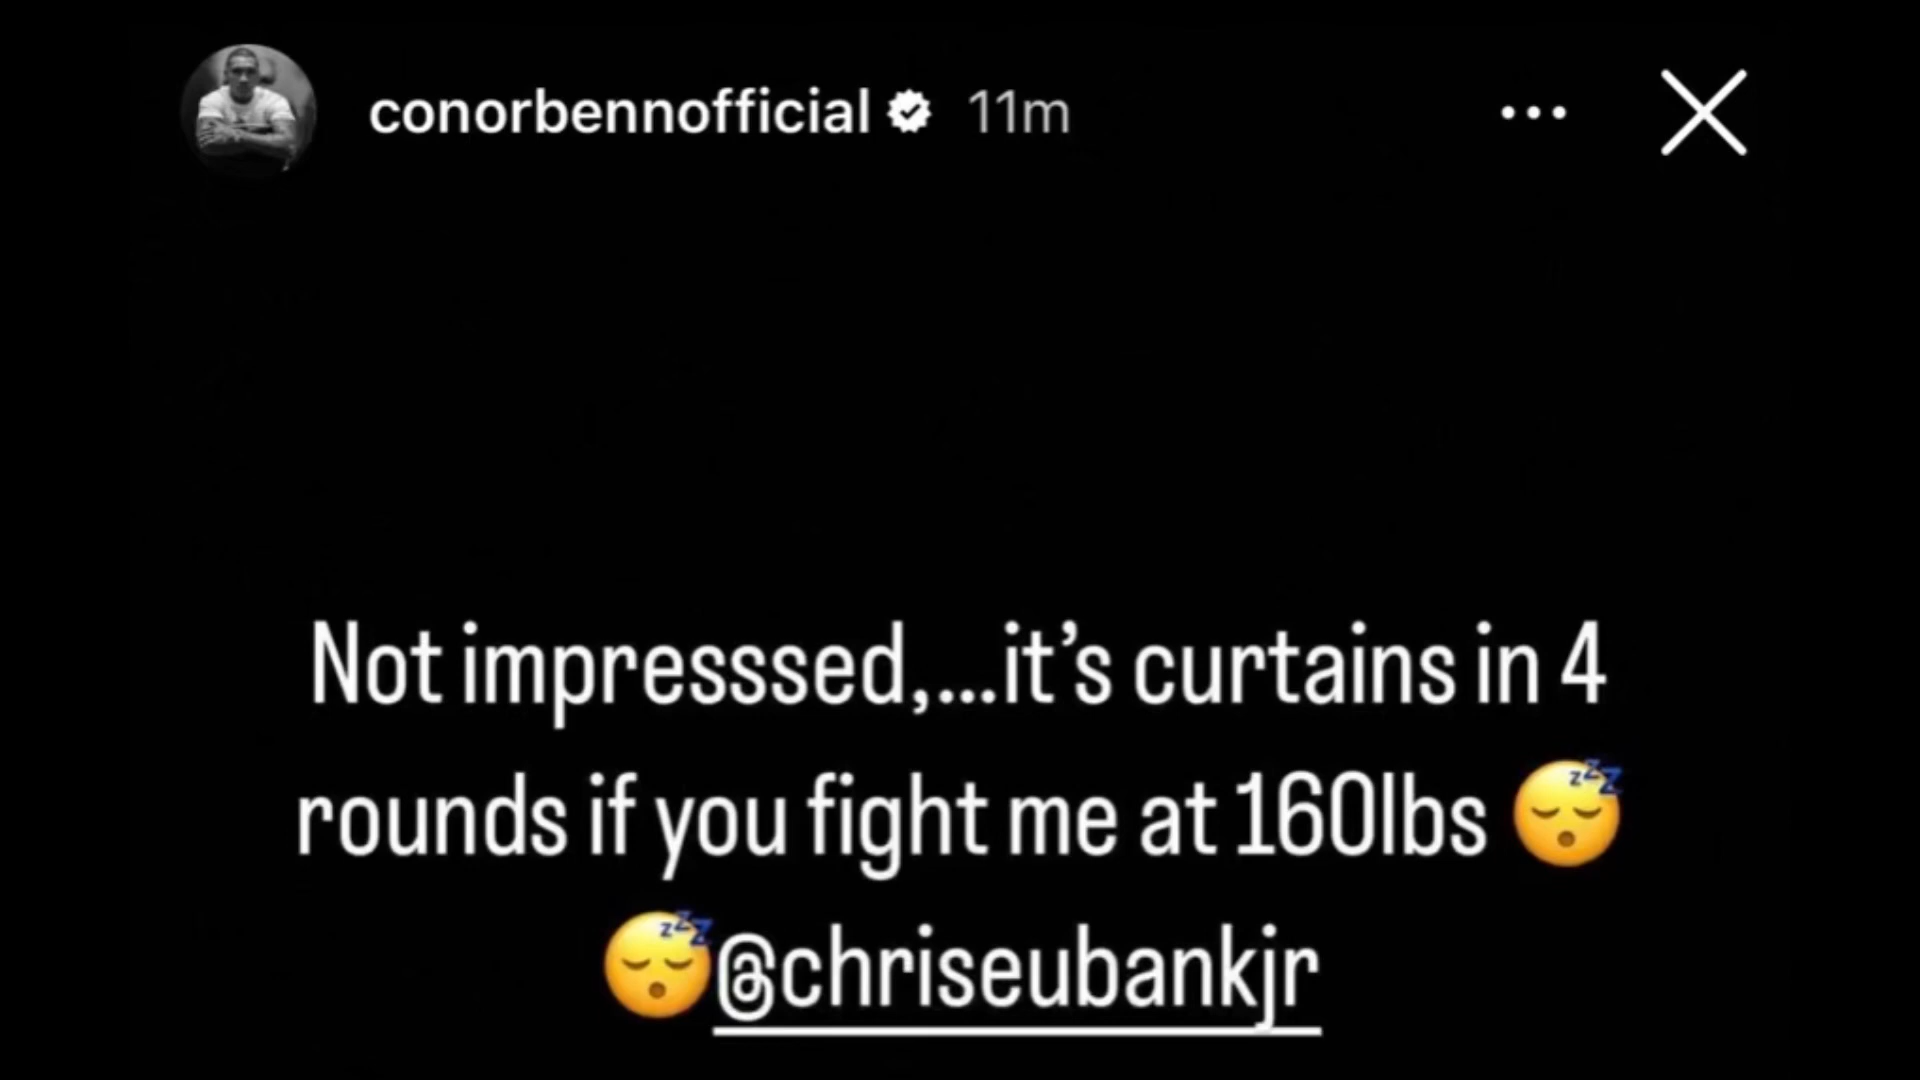 conorbennofficial 11m
Not impresssed,...it's curtains in 4
rounds if you fight me at 160lbs 😴
😴@chriseubankjr